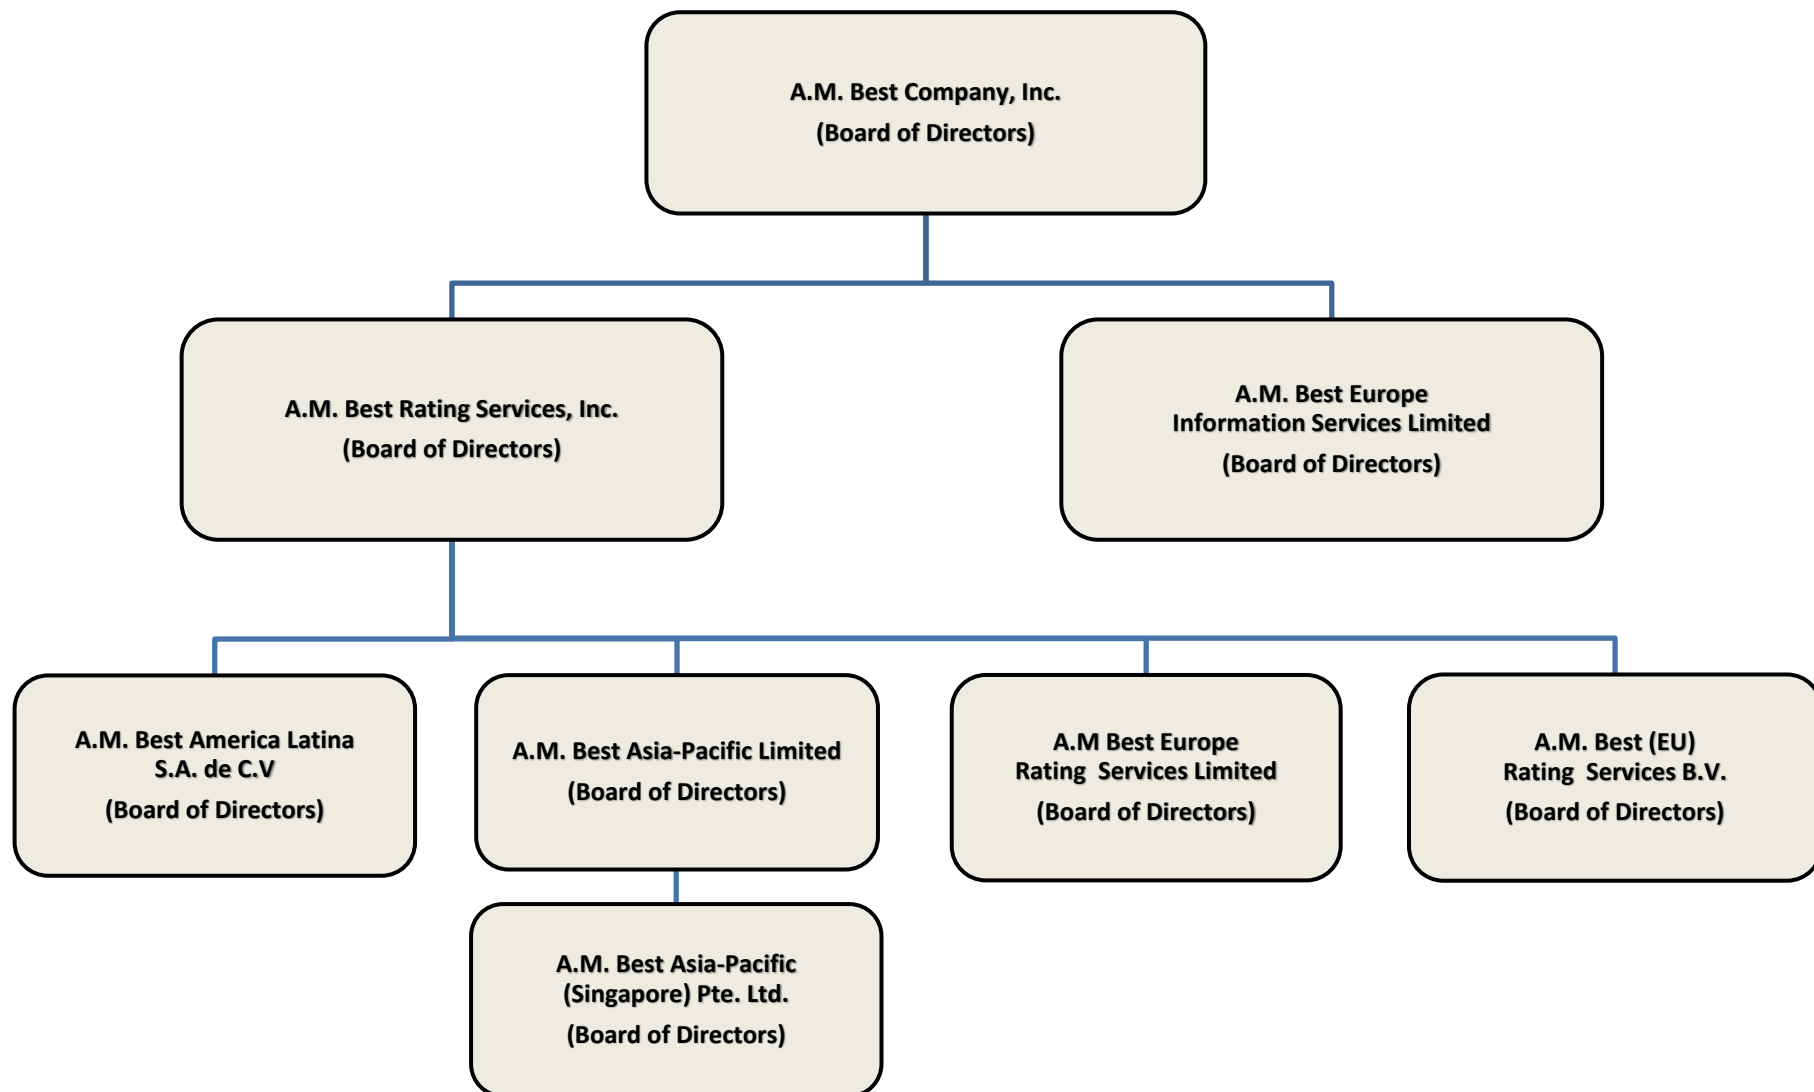 A.M. Best Company, Inc.
(Board of Directors)
A.M. Best Rating Services, Inc.
(Board of Directors)
A.M. Best Europe
Information Services Limited
(Board of Directors)
A.M. Best America Latina
S.A. de C.V
(Board of Directors)
A.M. Best Asia-Pacific Limited
(Board of Directors)
A.M Best Europe
Rating  Services Limited
(Board of Directors)
A.M. Best (EU)
Rating  Services B.V.
(Board of Directors)
A.M. Best Asia-Pacific
(Singapore) Pte. Ltd.
(Board of Directors)